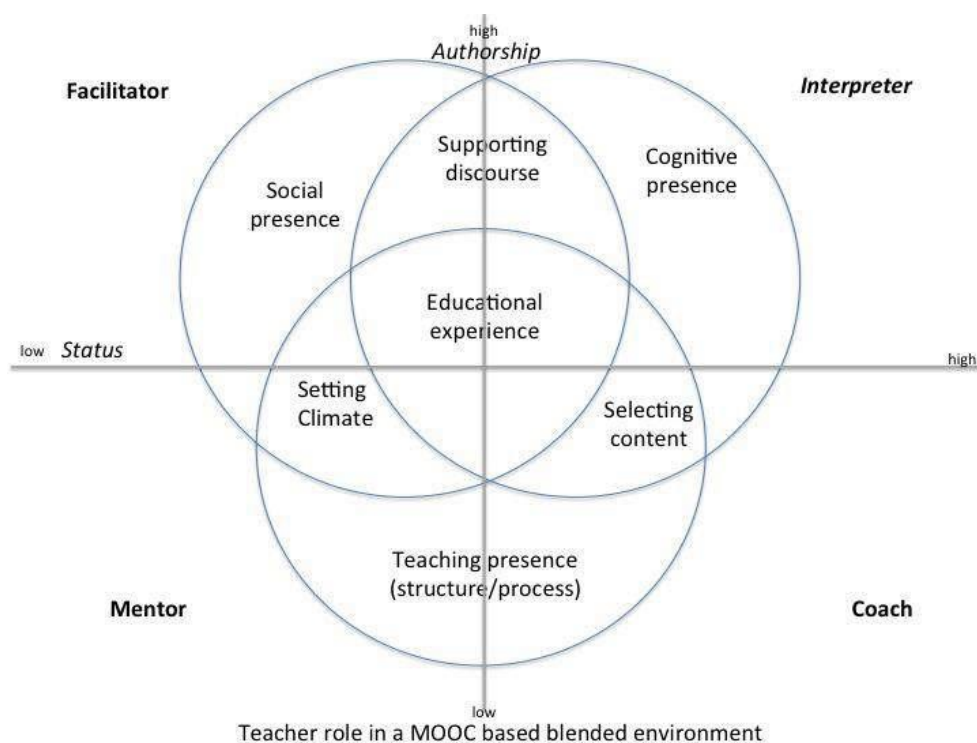 high
Authorship
Facilitator
Interpreter
Supporting
discourse
Cognitive
presence
Social
presence
Educational
experience
low Status
high
Setting
Climate
Selecting
content
Teaching presence
(structure/process)
Mentor
Coach
low
Teacher role in a MOOC based blended environment